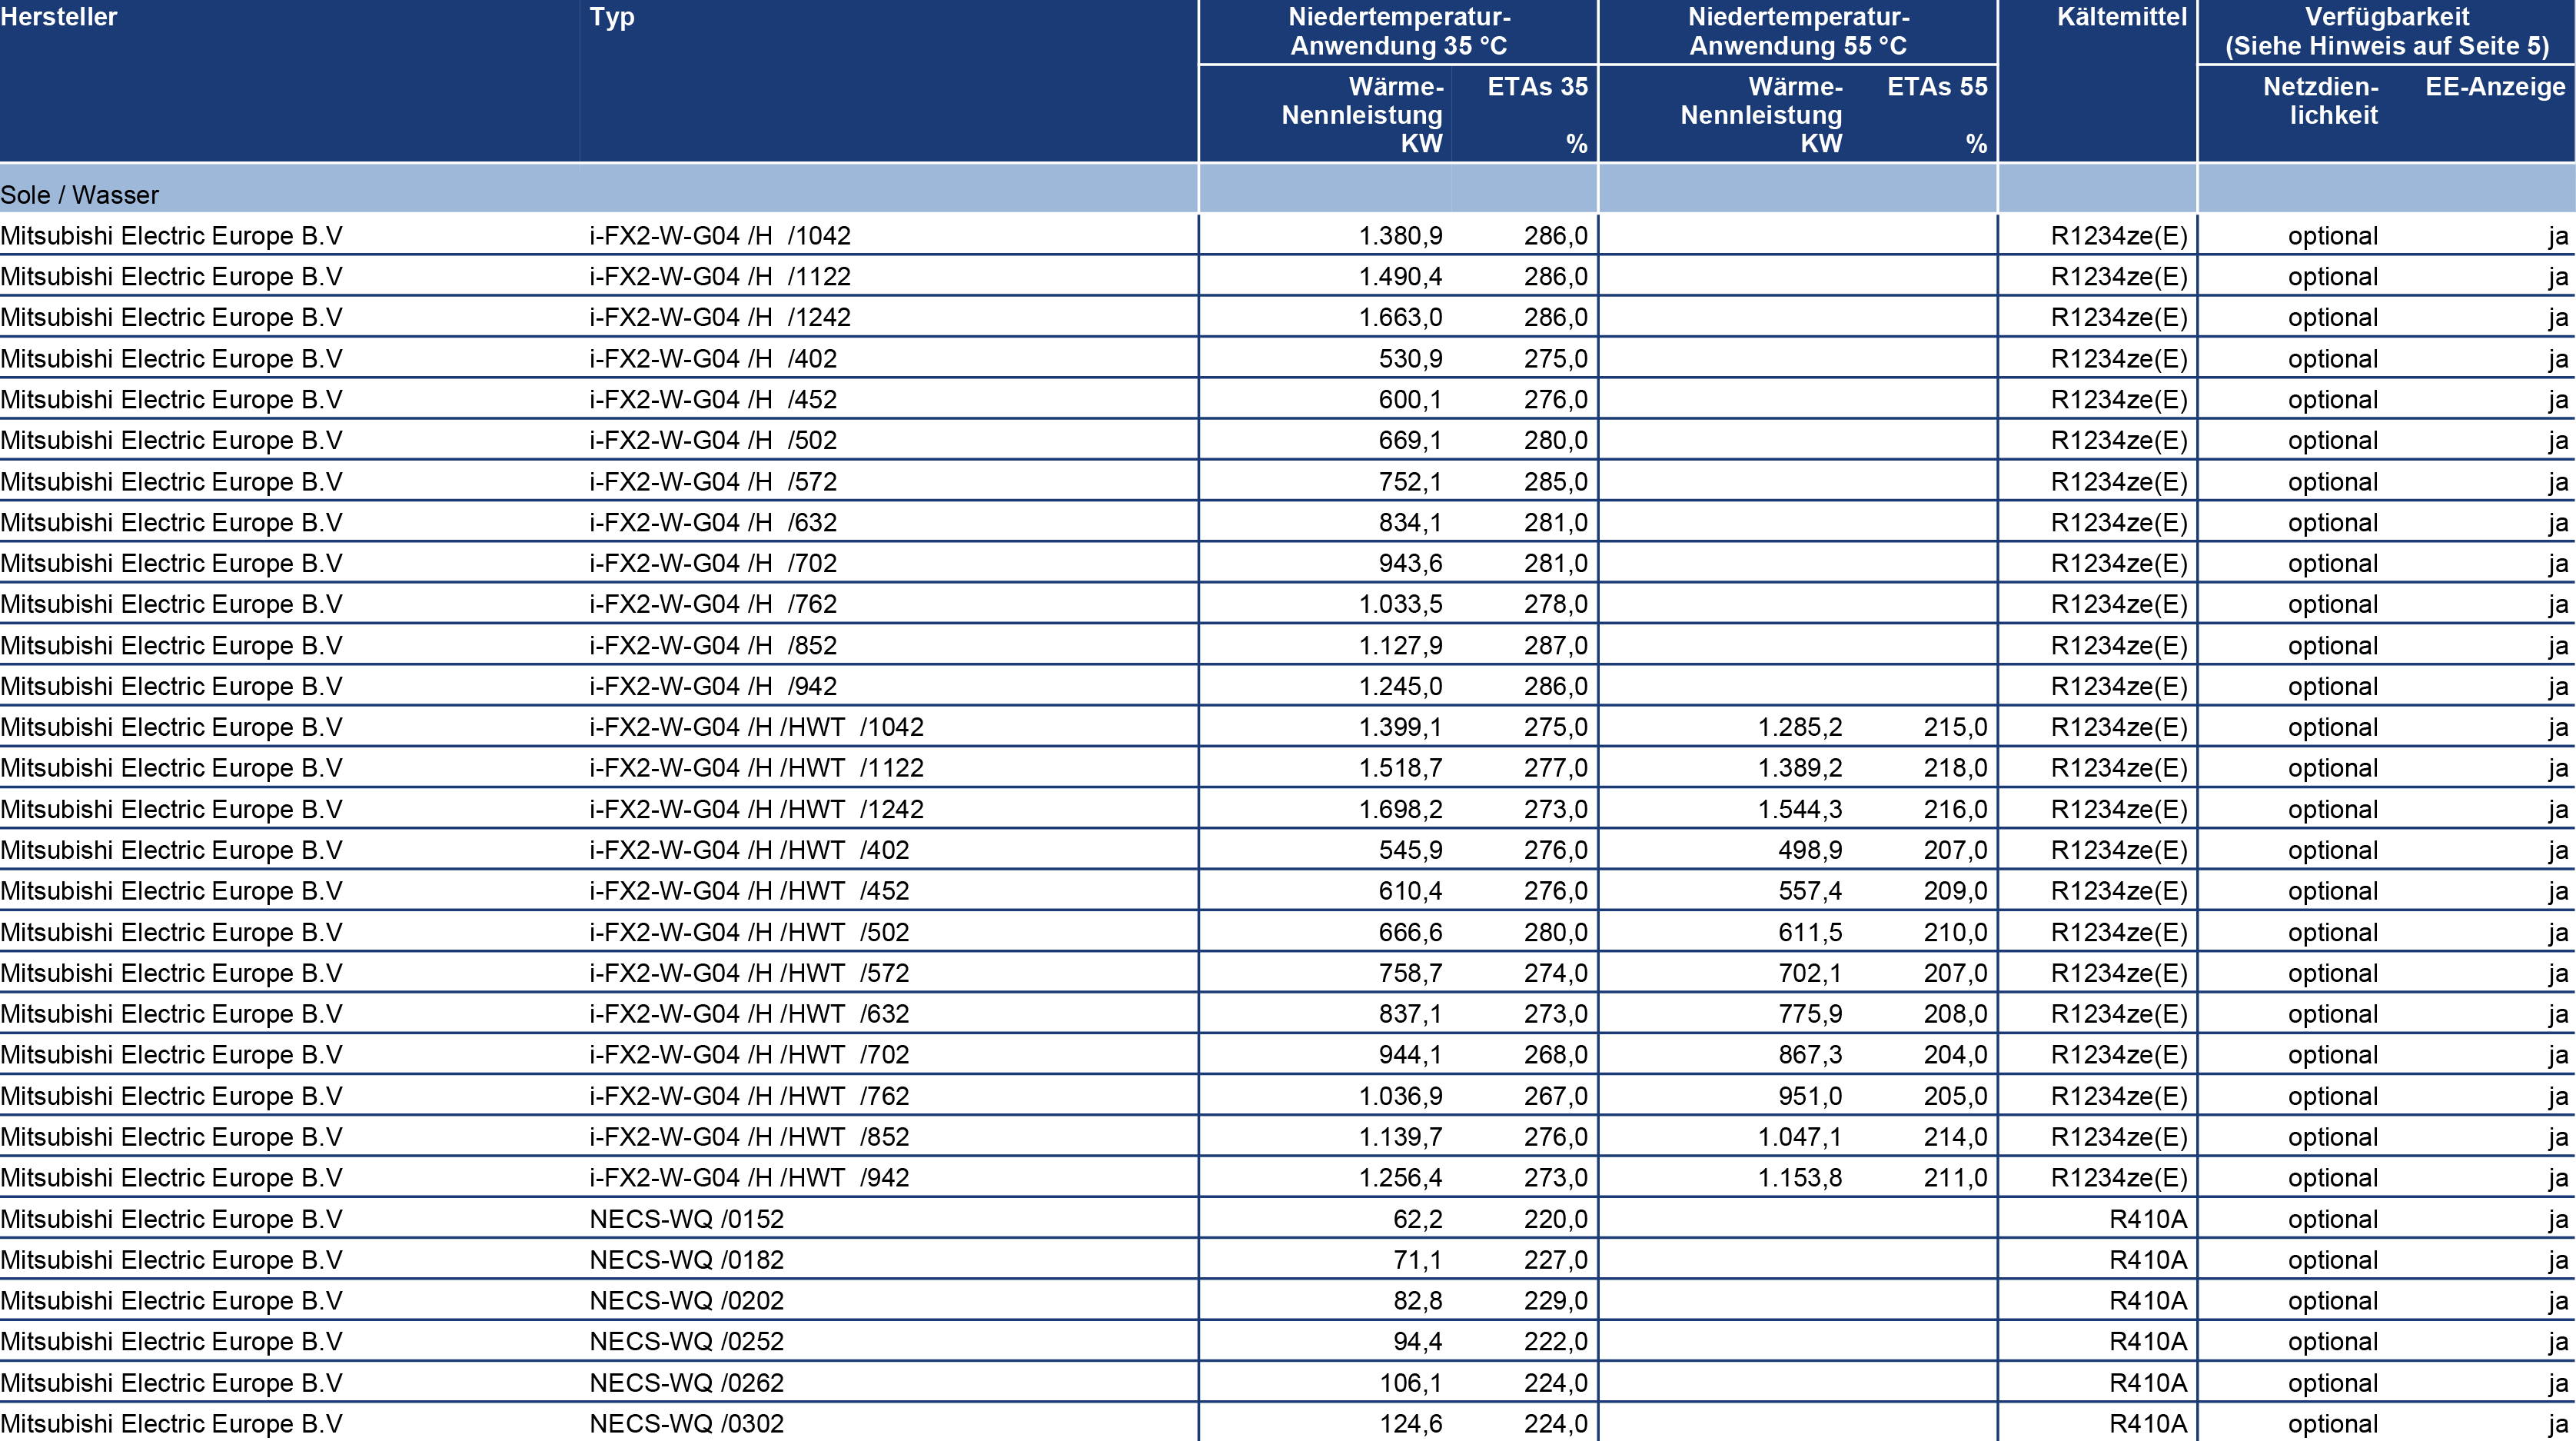 Hersteller Typ Niedertemperatur- Niedertemperatur- Kältemittel Verfügbarkeit
Anwendung 35 °C Anwendung 55 °C (Siehe Hinweis auf Seite 5)
Wärme- ETAs 35 Wärme- ETAs 55 Netzdien- EE-Anzeige
Nennleistung Nennleistung lichkeit
KW % KW %
Sole / Wasser
Mitsubishi Electric Europe B.V i-FX2-W-G04 /H /1042 1.380,9 286,0 R1234ze(E) optional ja
Mitsubishi Electric Europe B.V i-FX2-W-G04 /H /1122 1.490,4 286,0 R1234ze(E) optional ja
Mitsubishi Electric Europe B.V i-FX2-W-G04 /H /1242 1.663,0 286,0 R1234ze(E) optional ja
Mitsubishi Electric Europe B.V i-FX2-W-G04 /H /402 530,9 275,0 R1234ze(E) optional ja
Mitsubishi Electric Europe B.V i-FX2-W-G04 /H /452 600,1 276,0 R1234ze(E) optional ja
Mitsubishi Electric Europe B.V i-FX2-W-G04 /H /502 669,1 280,0 R1234ze(E) optional ja
Mitsubishi Electric Europe B.V i-FX2-W-G04 /H /572 752,1 285,0 R1234ze(E) optional ja
Mitsubishi Electric Europe B.V i-FX2-W-G04 /H /632 834,1 281,0 R1234ze(E) optional ja
Mitsubishi Electric Europe B.V i-FX2-W-G04 /H /702 943,6 281,0 R1234ze(E) optional ja
Mitsubishi Electric Europe B.V i-FX2-W-G04 /H /762 1.033,5 278,0 R1234ze(E) optional ja
Mitsubishi Electric Europe B.V i-FX2-W-G04 /H /852 1.127,9 287,0 R1234ze(E) optional ja
Mitsubishi Electric Europe B.V i-FX2-W-G04 /H /942 1.245,0 286,0 R1234ze(E) optional ja
Mitsubishi Electric Europe B.V i-FX2-W-G04 /H /HWT /1042 1.399,1 275,0 1.285,2 215,0 R1234ze(E) optional ja
Mitsubishi Electric Europe B.V i-FX2-W-G04 /H /HWT /1122 1.518,7 277,0 1.389,2 218,0 R1234ze(E) optional ja
Mitsubishi Electric Europe B.V i-FX2-W-G04 /H /HWT /1242 1.698,2 273,0 1.544,3 216,0 R1234ze(E) optional ja
Mitsubishi Electric Europe B.V i-FX2-W-G04 /H /HWT /402 545,9 276,0 498,9 207,0 R1234ze(E) optional ja
Mitsubishi Electric Europe B.V i-FX2-W-G04 /H /HWT /452 610,4 276,0 557,4 209,0 R1234ze(E) optional ja
Mitsubishi Electric Europe B.V i-FX2-W-G04 /H /HWT /502 666,6 280,0 611,5 210,0 R1234ze(E) optional ja
Mitsubishi Electric Europe B.V i-FX2-W-G04 /H /HWT /572 758,7 274,0 702,1 207,0 R1234ze(E) optional ja
Mitsubishi Electric Europe B.V i-FX2-W-G04 /H /HWT /632 837,1 273,0 775,9 208,0 R1234ze(E) optional ja
Mitsubishi Electric Europe B.V i-FX2-W-G04 /H /HWT /702 944,1 268,0 867,3 204,0 R1234ze(E) optional ja
Mitsubishi Electric Europe B.V i-FX2-W-G04 /H /HWT /762 1.036,9 267,0 951,0 205,0 R1234ze(E) optional ja
Mitsubishi Electric Europe B.V i-FX2-W-G04 /H /HWT /852 1.139,7 276,0 1.047,1 214,0 R1234ze(E) optional ja
Mitsubishi Electric Europe B.V i-FX2-W-G04 /H /HWT /942 1.256,4 273,0 1.153,8 211,0 R1234ze(E) optional ja
Mitsubishi Electric Europe B.V NECS-WQ /0152 62,2 220,0 R410A optional ja
Mitsubishi Electric Europe B.V NECS-WQ /0182 71,1 227,0 R410A optional ja
Mitsubishi Electric Europe B.V NECS-WQ /0202 82,8 229,0 R410A optional ja
Mitsubishi Electric Europe B.V NECS-WQ /0252 94,4 222,0 R410A optional ja
Mitsubishi Electric Europe B.V NECS-WQ /0262 106,1 224,0 R410A optional ja
Mitsubishi Electric Europe B.V NECS-WQ /0302 124,6 224,0 R410A optional ja